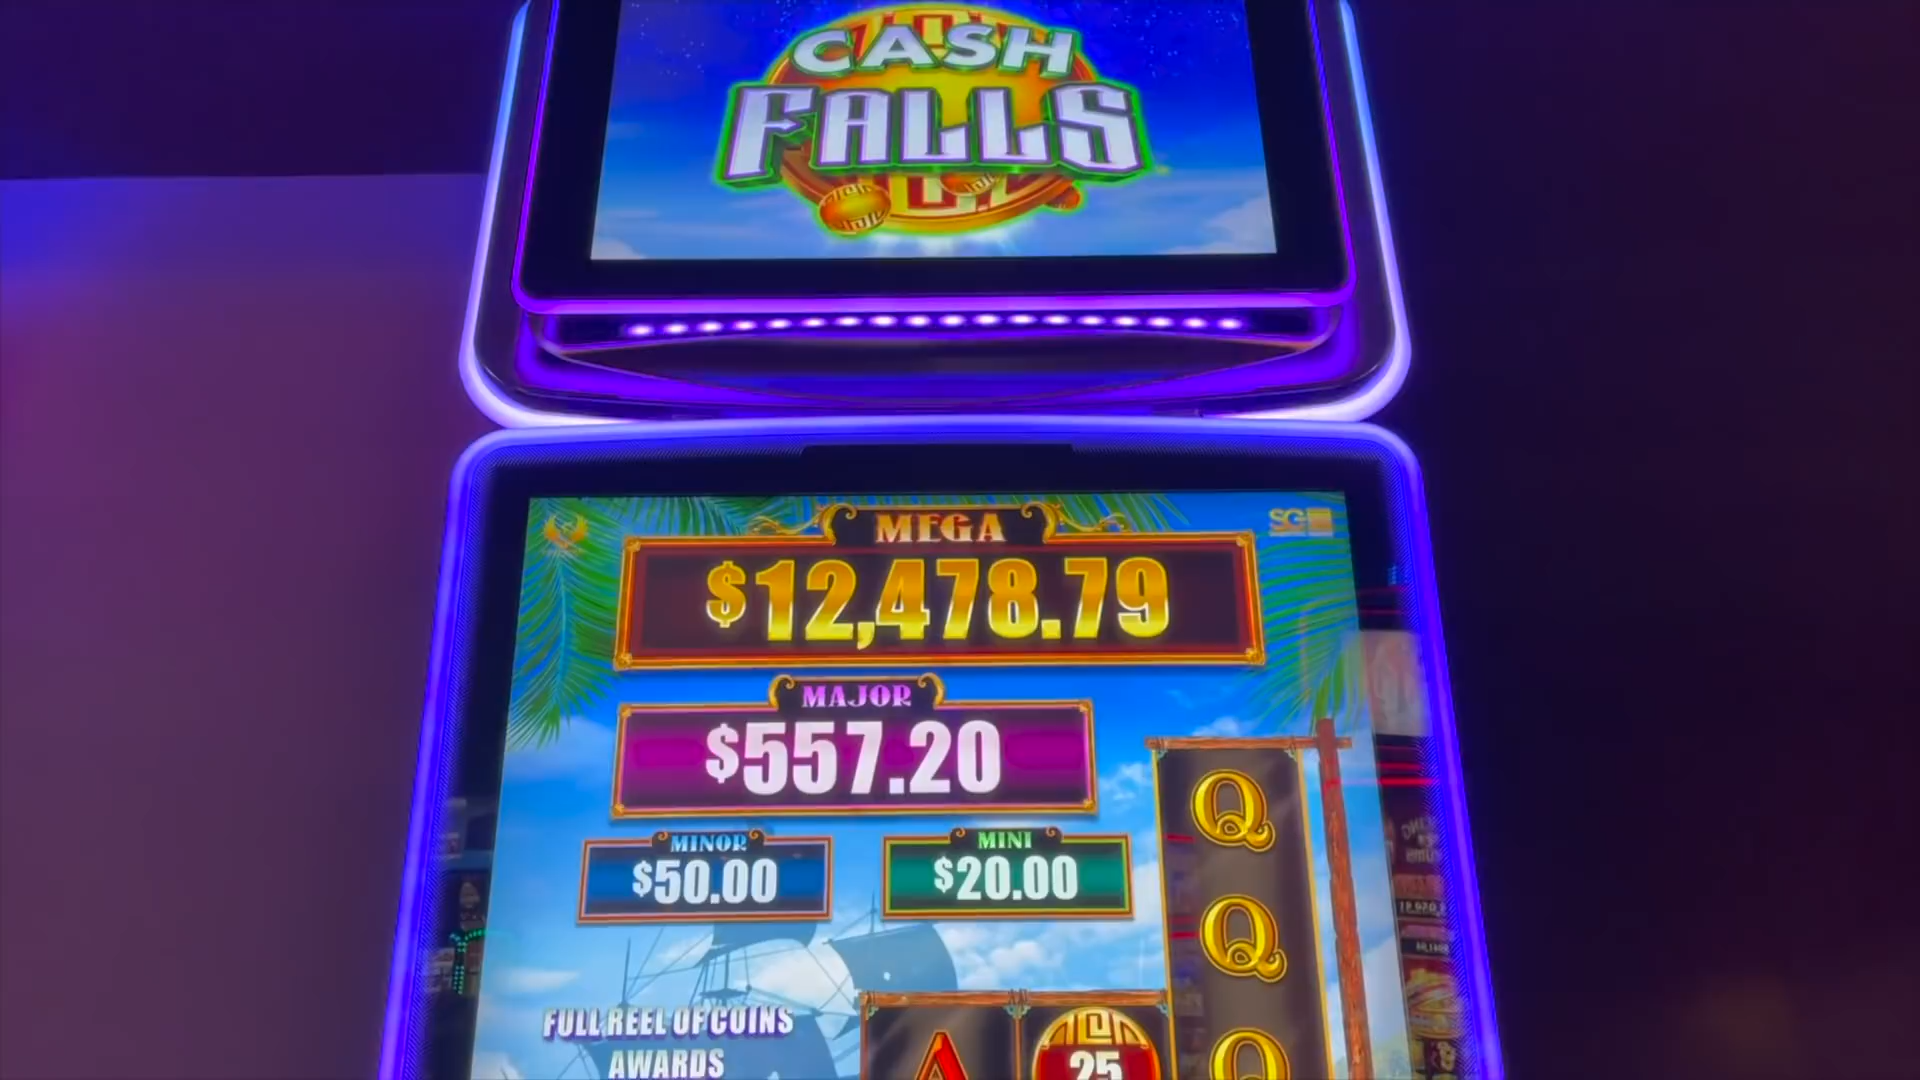 CASH
FALLS
SG
MEGA
$12,478.79
MAJOR
$557.20
MINOR
$50.00
MINI
$20.00
Q
Q
Q
FULL REEL OF COINS
AWARDS
A
25